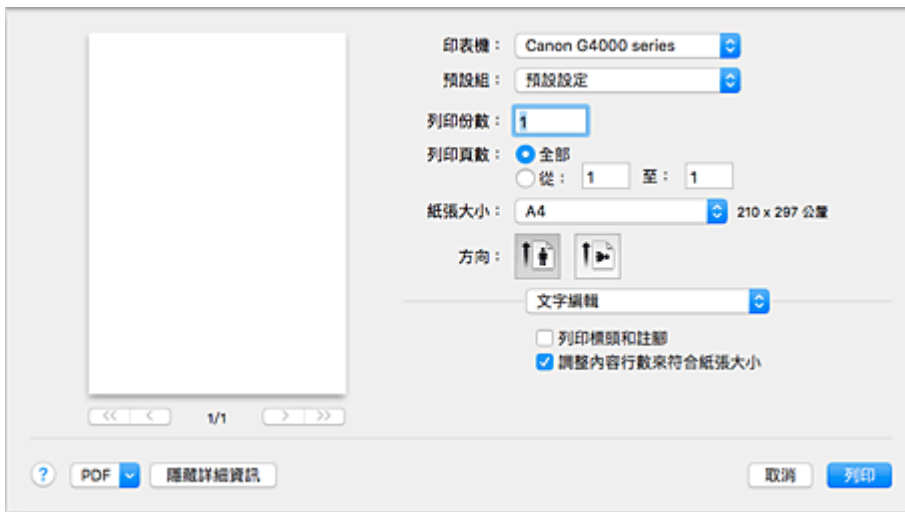 印表機： Canon G4000 series
預設組： 預設設定
列印份數： 1
列印頁數： 全部
從： 1 至： 1
紙張大小： A4 210 x 297 公釐
方向：
文字編輯
列印標頭和註腳
調整內容行數來符合紙張大小
<< < 1/1 > >>
? PDF 隱藏詳細資訊 取消 列印